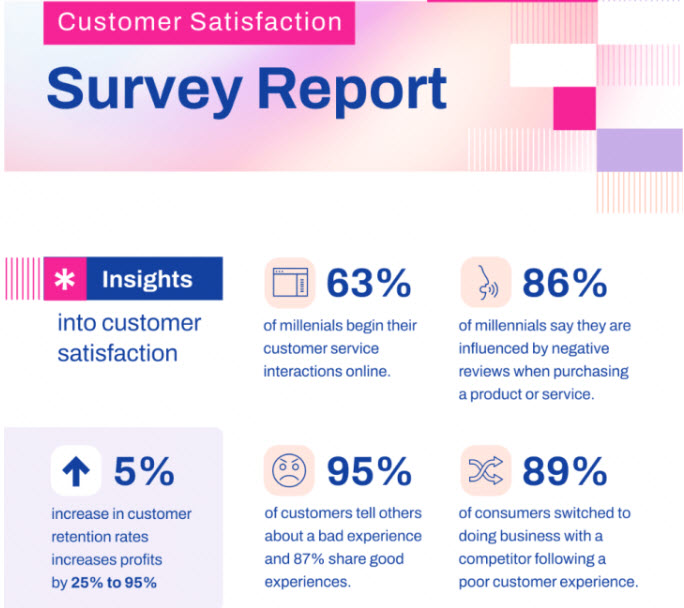 Customer Satisfaction
Survey Report
* Insights
into customer
satisfaction
63%
of millenials begin their
customer service
interactions online.
86%
of millennials say they are
influenced by negative
reviews when purchasing
a product or service.
5%
increase in customer
retention rates
increases profits
by 25% to 95%
95%
of customers tell others
about a bad experience
and 87% share good
experiences.
89%
of consumers switched to
doing business with a
competitor following a
poor customer experience.